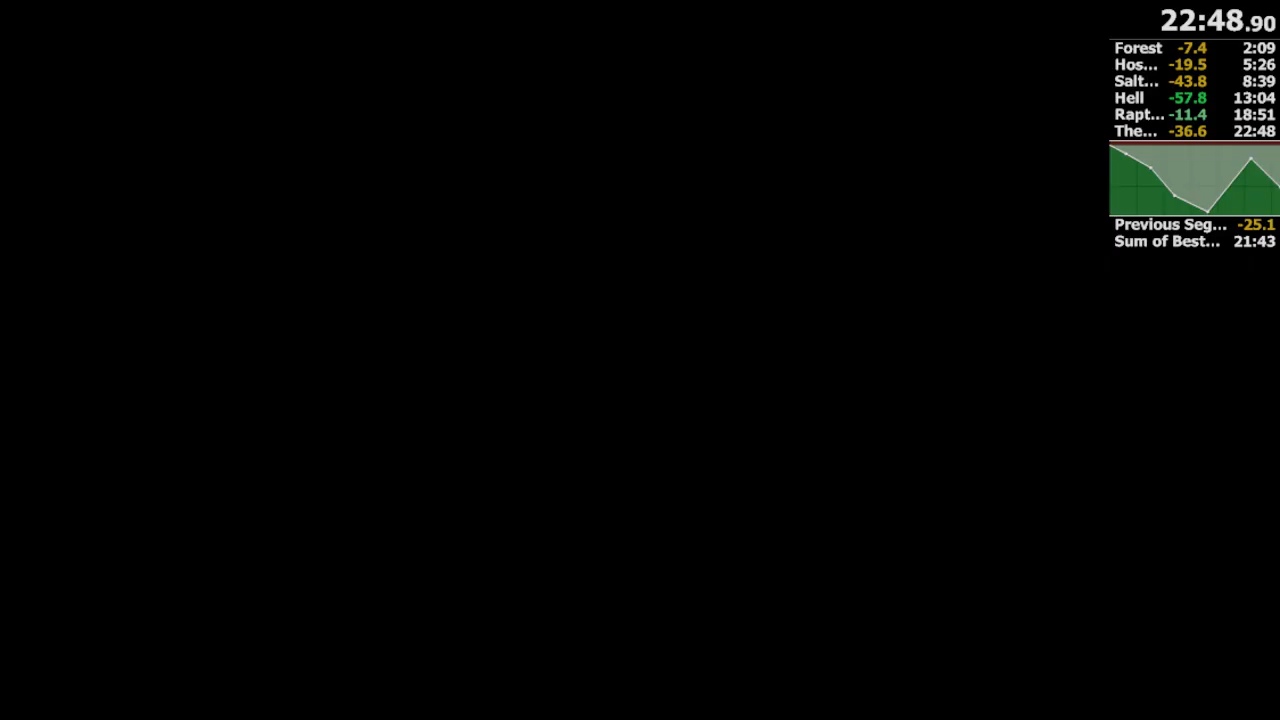 22:48.90
Forest -7.4 2:09
Hos... -19.5 5:26
Salt... -43.8 8:39
Hell -57.8 13:04
Rapt... -11.4 18:51
The... -36.6 22:48
Previous Seg... -25.1
Sum of Best... 21:43